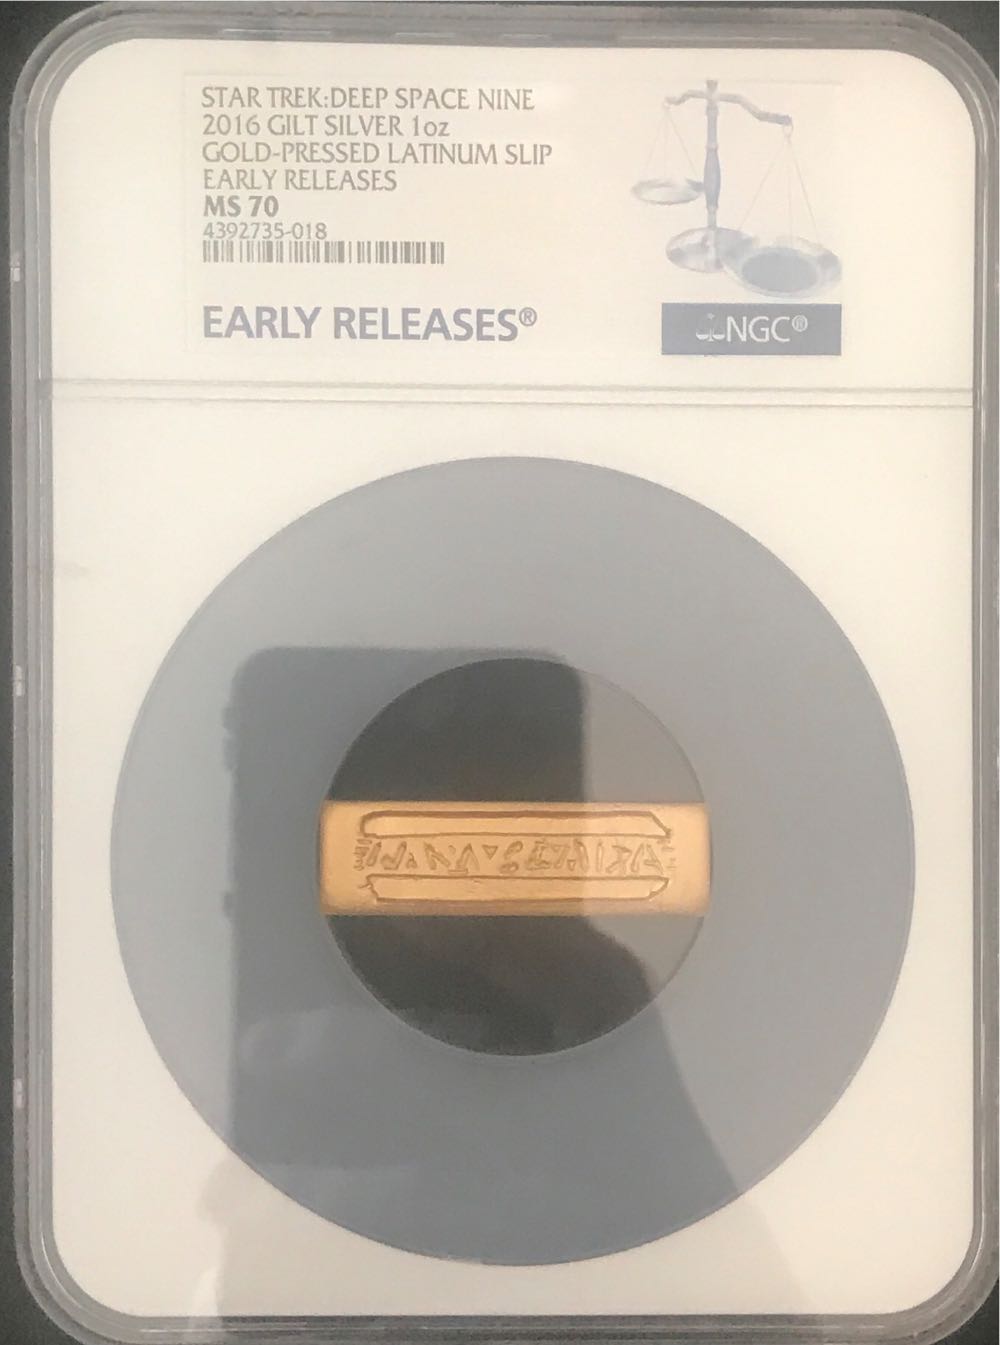 STAR TREK:DEEP SPACE NINE
2016 GILT SILVER 1oz
GOLD-PRESSED LATINUM SLIP
EARLY RELEASES
MS 70
4392735-018
EARLY RELEASES®
NGC®